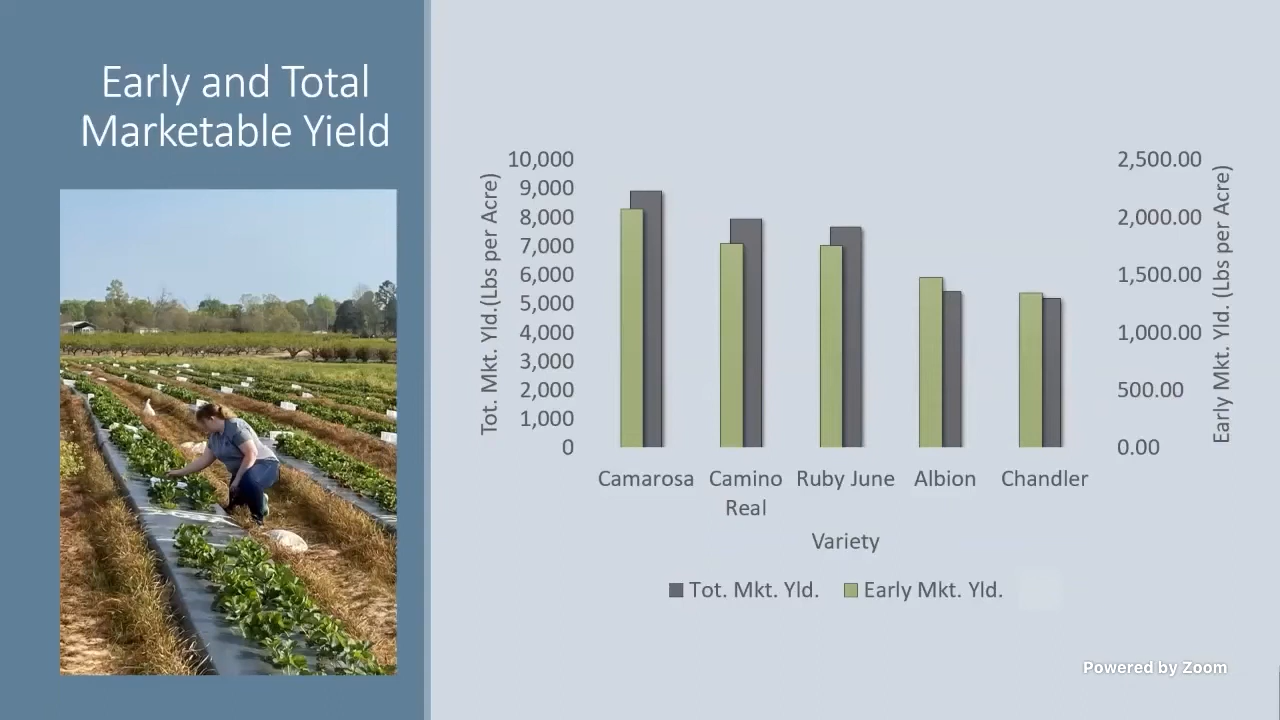 Early and Total
Marketable Yield
Tot. Mkt. Yld.(Lbs per Acre)
10,000
9,000
8,000
7,000
6,000
5,000
4,000
3,000
2,000
1,000
0
2,500.00
2,000.00
1,500.00
1,000.00
500.00
0.00
Early Mkt. Yld. (Lbs per Acre)
Camarosa
Camino
Real
Ruby June
Albion
Chandler
Variety
Tot. Mkt. Yld.
Early Mkt. Yld.
Powered by Zoom